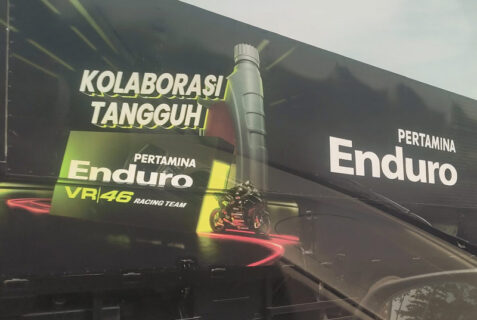 KOLABORASI
TANGGUH
PERTAMINA
Enduro
VR|46 RACING TEAM
PERTAMINA
Enduro